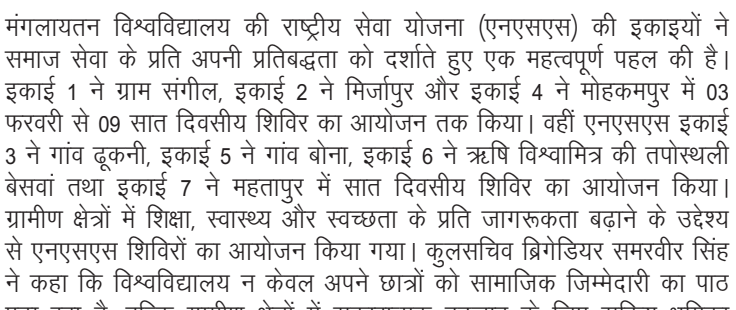 मंगलायतन विश्वविद्यालय की राष्ट्रीय सेवा योजना (एनएसएस) की इकाइयों ने
समाज सेवा के प्रति अपनी प्रतिबद्धता को दर्शाते हुए एक महत्वपूर्ण पहल की है।
इकाई 1 ने ग्राम संगील, इकाई 2 ने मिर्जापुर और इकाई 4 ने मोहकमपुर में 03
फरवरी से 09 सात दिवसीय शिविर का आयोजन तक किया। वहीं एनएसएस इकाई
3 ने गांव ढूकनी, इकाई 5 ने गांव बोना, इकाई 6 ने ऋषि विश्वामित्र की तपोस्थली
बेसवां तथा इकाई 7 ने महतापुर में सात दिवसीय शिविर का आयोजन किया।
ग्रामीण क्षेत्रों में शिक्षा, स्वास्थ्य और स्वच्छता के प्रति जागरूकता बढ़ाने के उद्देश्य
से एनएसएस शिविरों का आयोजन किया गया। कुलसचिव ब्रिगेडियर समरवीर सिंह
ने कहा कि विश्वविद्यालय न केवल अपने छात्रों को सामाजिक जिम्मेदारी का पाठ